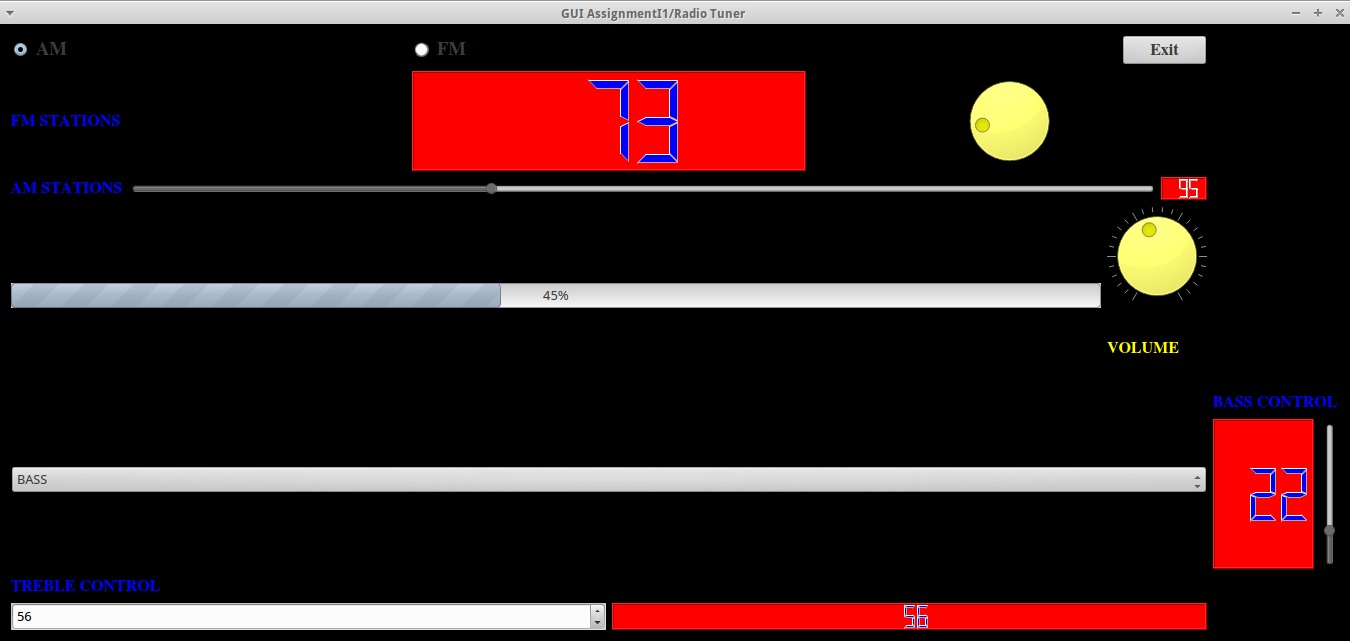 GUI AssignmentI1/Radio Tuner
AM
FM
Exit
FM STATIONS
73
AM STATIONS
95
45%
VOLUME
BASS CONTROL
BASS
22
TREBLE CONTROL
56
56